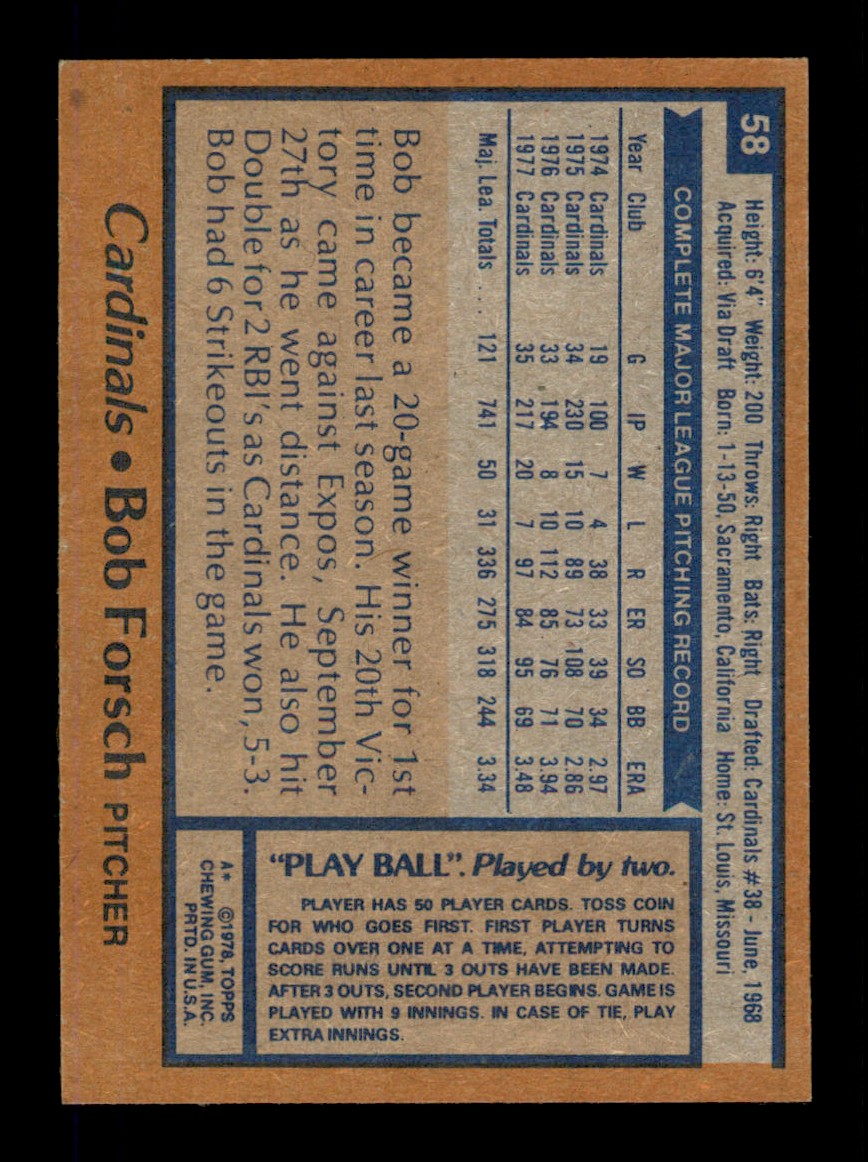 58
Height: 6'4" Weight: 200 Throws: Right Bats: Right Drafted: Cardinals #38 - June, 1968
Acquired: Via Draft Born: 1-13-50, Sacramento, California Home: St. Louis, Missouri
COMPLETE MAJOR LEAGUE PITCHING RECORD
Year Club G IP W L R ER SO BB ERA
1974 Cardinals 19 100 7 4 38 33 39 34 2.97
1975 Cardinals 34 230 15 10 89 73 108 70 2.86
1976 Cardinals 33 194 8 10 112 85 76 71 3.94
1977 Cardinals 35 217 20 7 97 84 95 69 3.48
Maj. Lea. Totals .... 121 741 50 31 336 275 318 244 3.34
Bob became a 20-game winner for 1st
time in career last season. His 20th Vic-
tory came against Expos, September
27th as he went distance. He also hit
Double for 2 RBI's as Cardinals won, 5-3.
Bob had 6 Strikeouts in the game.
"PLAY BALL". Played by two.
PLAYER HAS 50 PLAYER CARDS. TOSS COIN
FOR WHO GOES FIRST. FIRST PLAYER TURNS
CARDS OVER ONE AT A TIME, ATTEMPTING TO
SCORE RUNS UNTIL 3 OUTS HAVE BEEN MADE.
AFTER 3 OUTS, SECOND PLAYER BEGINS. GAME IS
PLAYED WITH 9 INNINGS. IN CASE OF TIE, PLAY
EXTRA INNINGS.
A* ©1978, TOPPS
CHEWING GUM, INC.
PRTD. IN U.S.A.
Cardinals • Bob Forsch PITCHER